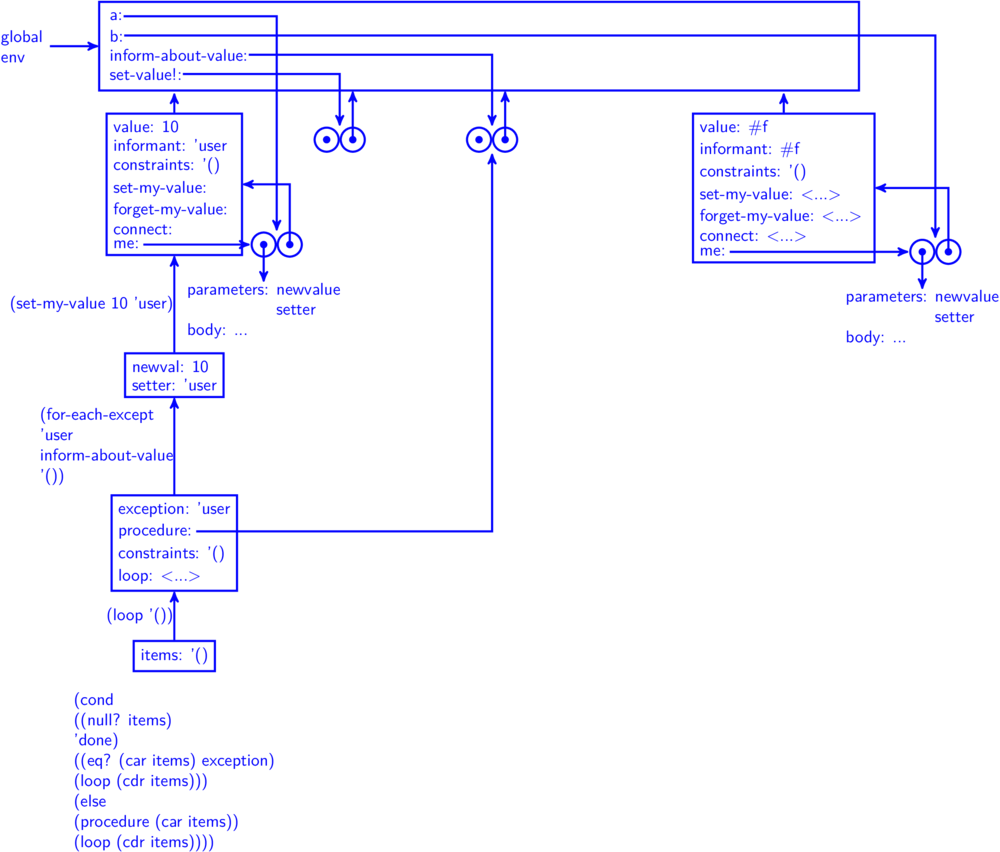 global
env
a:
b:
inform-about-value:
set-value!:
value: 10
informant: 'user
constraints: '()
set-my-value:
forget-my-value:
connect:
me:
value: #f
informant: #f
constraints: '()
set-my-value: <...>
forget-my-value: <...>
connect: <...>
me:
parameters: newvalue
setter
body: ...
parameters: newvalue
setter
body: ...
(set-my-value 10 'user)
newval: 10
setter: 'user
(for-each-except
'user
inform-about-value
'())
exception: 'user
procedure:
constraints: '()
loop: <...>
(loop '())
items: '()
(cond
((null? items)
'done)
((eq? (car items) exception)
(loop (cdr items)))
(else
(procedure (car items))
(loop (cdr items))))